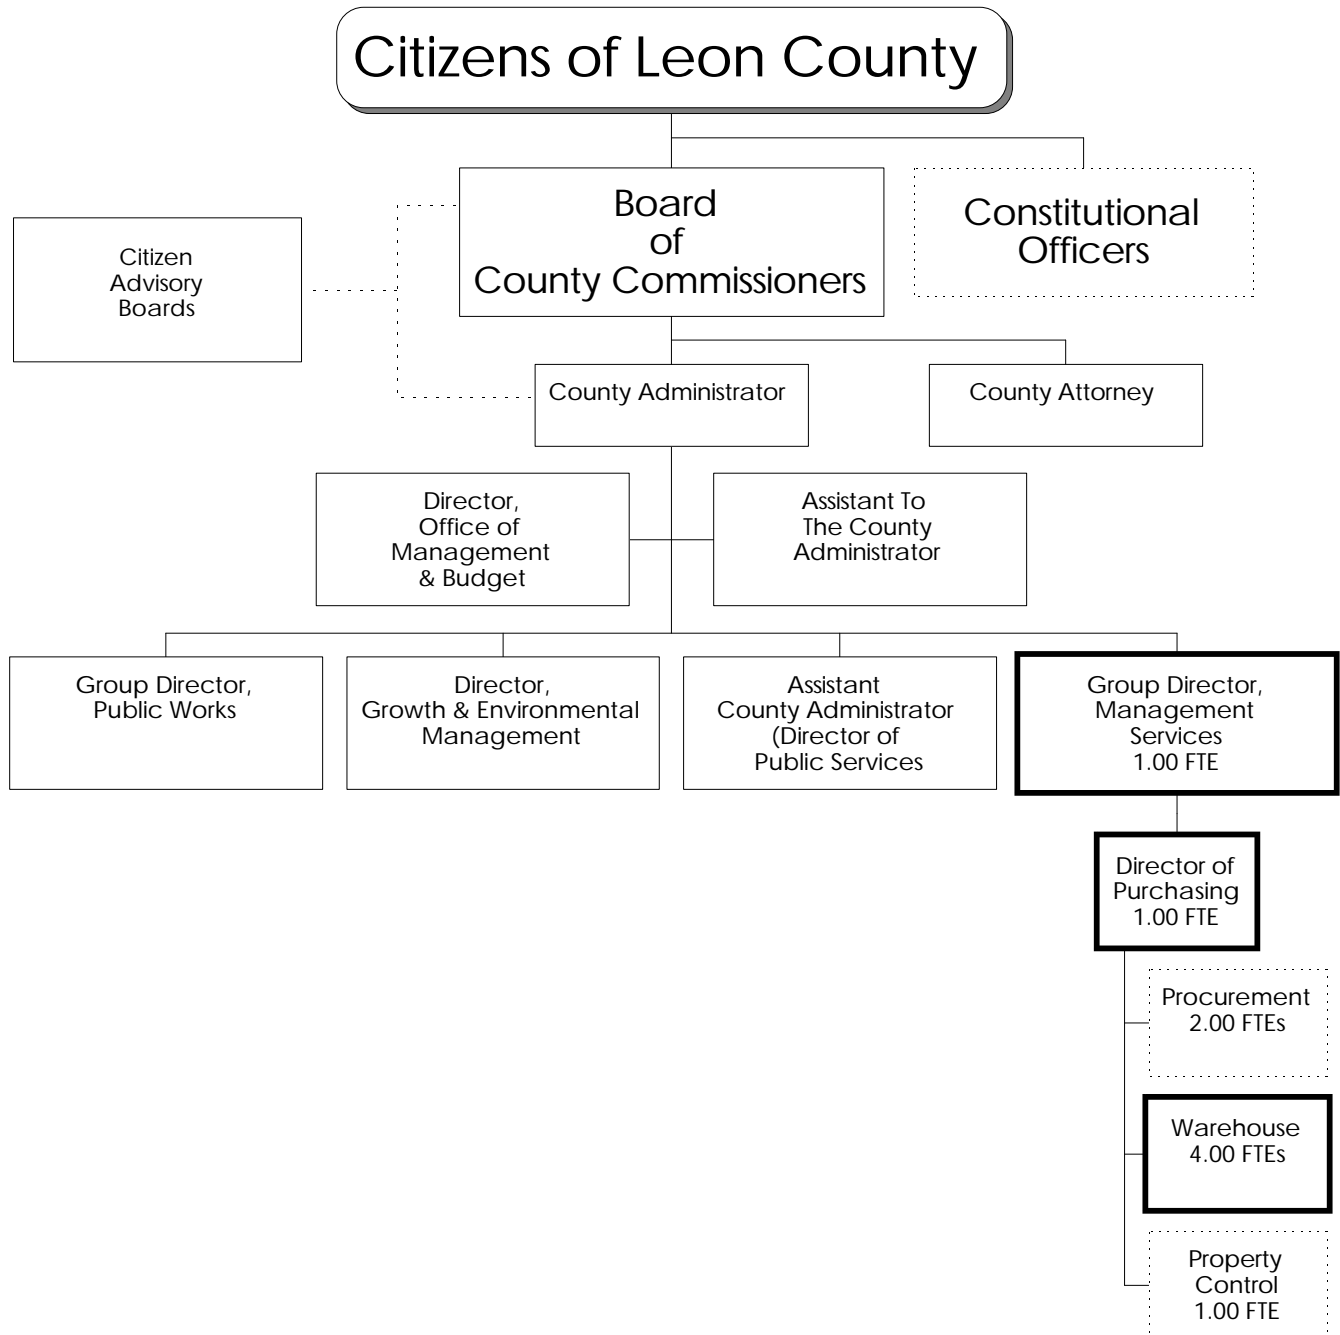 Citizens of Leon County
Board
of
County Commissioners
Constitutional
Officers
Citizen
Advisory
Boards
County Administrator
County Attorney
Director,
Office of
Management
& Budget
Assistant To
The County
Administrator
Group Director,
Public Works
Director,
Growth & Environmental
Management
Assistant
County Administrator
(Director of
Public Services
Group Director,
Management
Services
1.00 FTE
Director of
Purchasing
1.00 FTE
Procurement
2.00 FTEs
Warehouse
4.00 FTEs
Property
Control
1.00 FTE